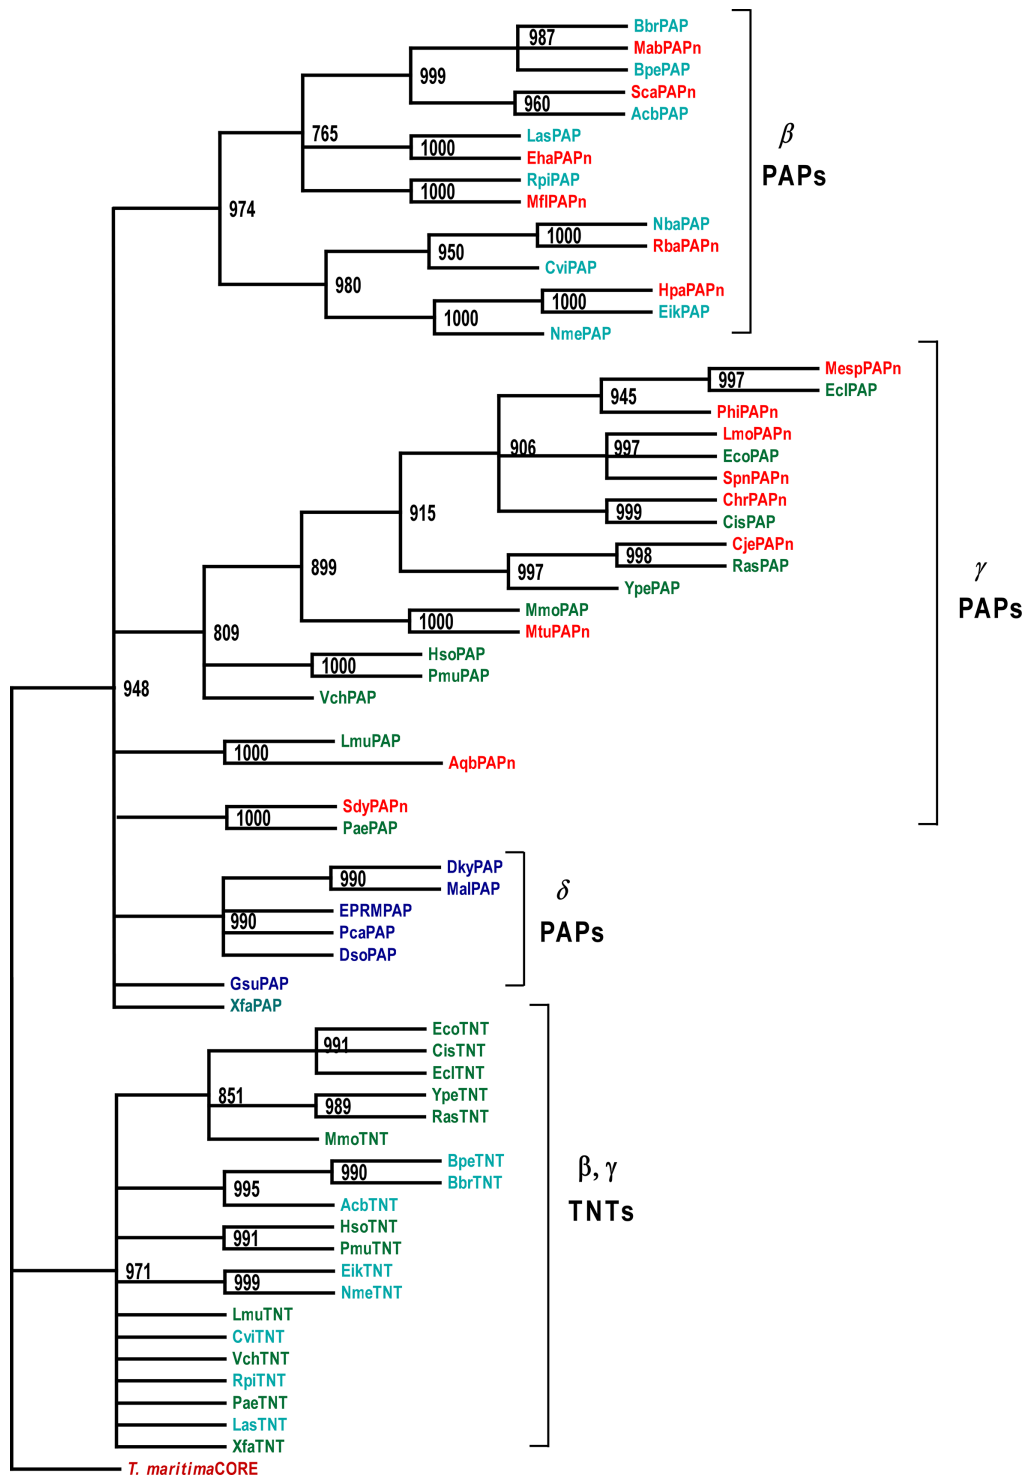 BbrPAP
987
MabPAPn
BpePAP
999
ScaPAPn
960
AcbPAP
765
LasPAP
1000
EhaPAPn
RpiPAP
1000
MflPAPn
974
NbaPAP
1000
RbaPAPn
950
CviPAP
980
HpaPAPn
1000
EikPAP
1000
NmePAP
β
PAPs
MespPAPn
997
EclPAP
945
PhiPAPn
LmoPAPn
906
997
EcoPAP
SpnPAPn
ChrPAPn
999
CisPAP
915
CjePAPn
998
RasPAP
997
YpePAP
899
MmoPAP
1000
MtuPAPn
809
HsoPAP
1000
PmuPAP
VchPAP
948
LmuPAP
1000
AqbPAPn
SdyPAPn
1000
PaePAP
γ
PAPs
DkyPAP
990
MalPAP
EPRMPAP
990
PcaPAP
DsoPAP
GsuPAP
δ
PAPs
XfaPAP
EcoTNT
991
CisTNT
EclTNT
851
YpeTNT
989
RasTNT
MmoTNT
BpeTNT
990
BbrTNT
995
AcbTNT
HsoTNT
991
PmuTNT
971
EikTNT
999
NmeTNT
LmuTNT
CviTNT
VchTNT
RpiTNT
PaeTNT
LasTNT
XfaTNT
β, γ
TNTs
T. maritimaCORE